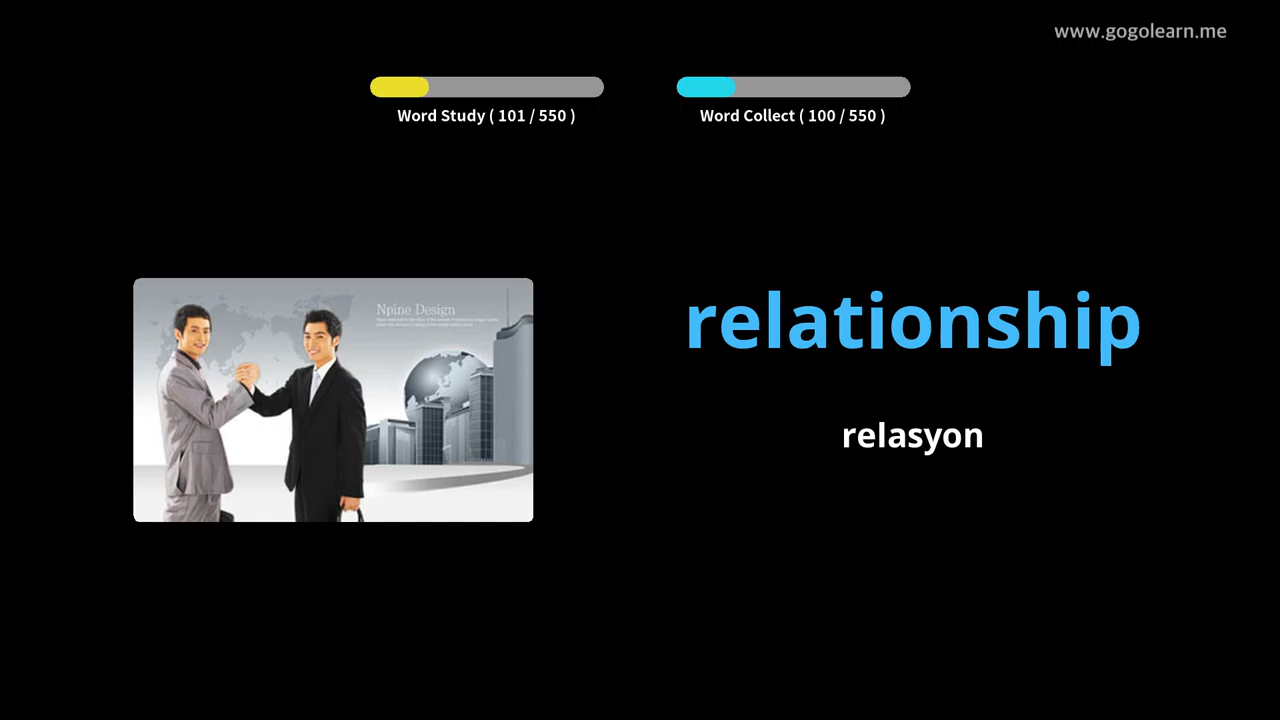 www.gogolearn.me
Word Study ( 101 / 550 )
Word Collect ( 100 / 550 )
Npine Design
relationship
relasyon